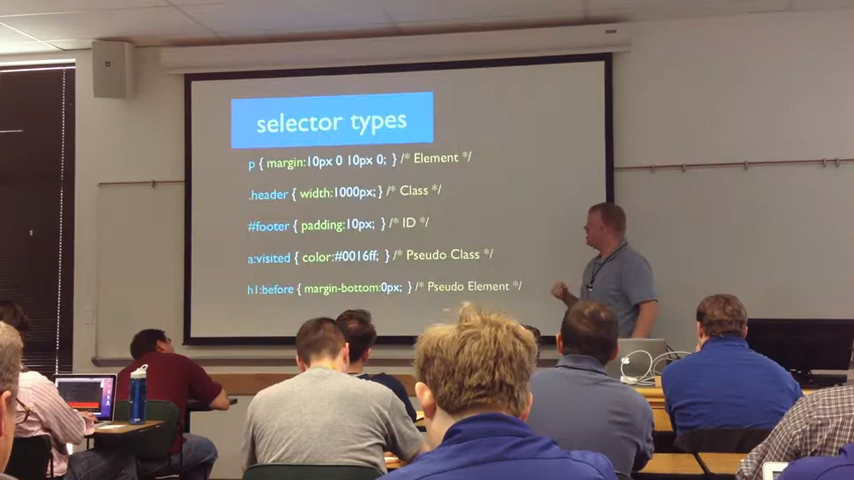 selector types
p { margin:10px 0 10px 0; } /* Element */
.header { width:1000px; } /* Class */
#footer { padding:10px; } /* ID */
a:visited { color:#0016ff; } /* Pseudo Class */
h1:before { margin-bottom:0px; } /* Pseudo Element */